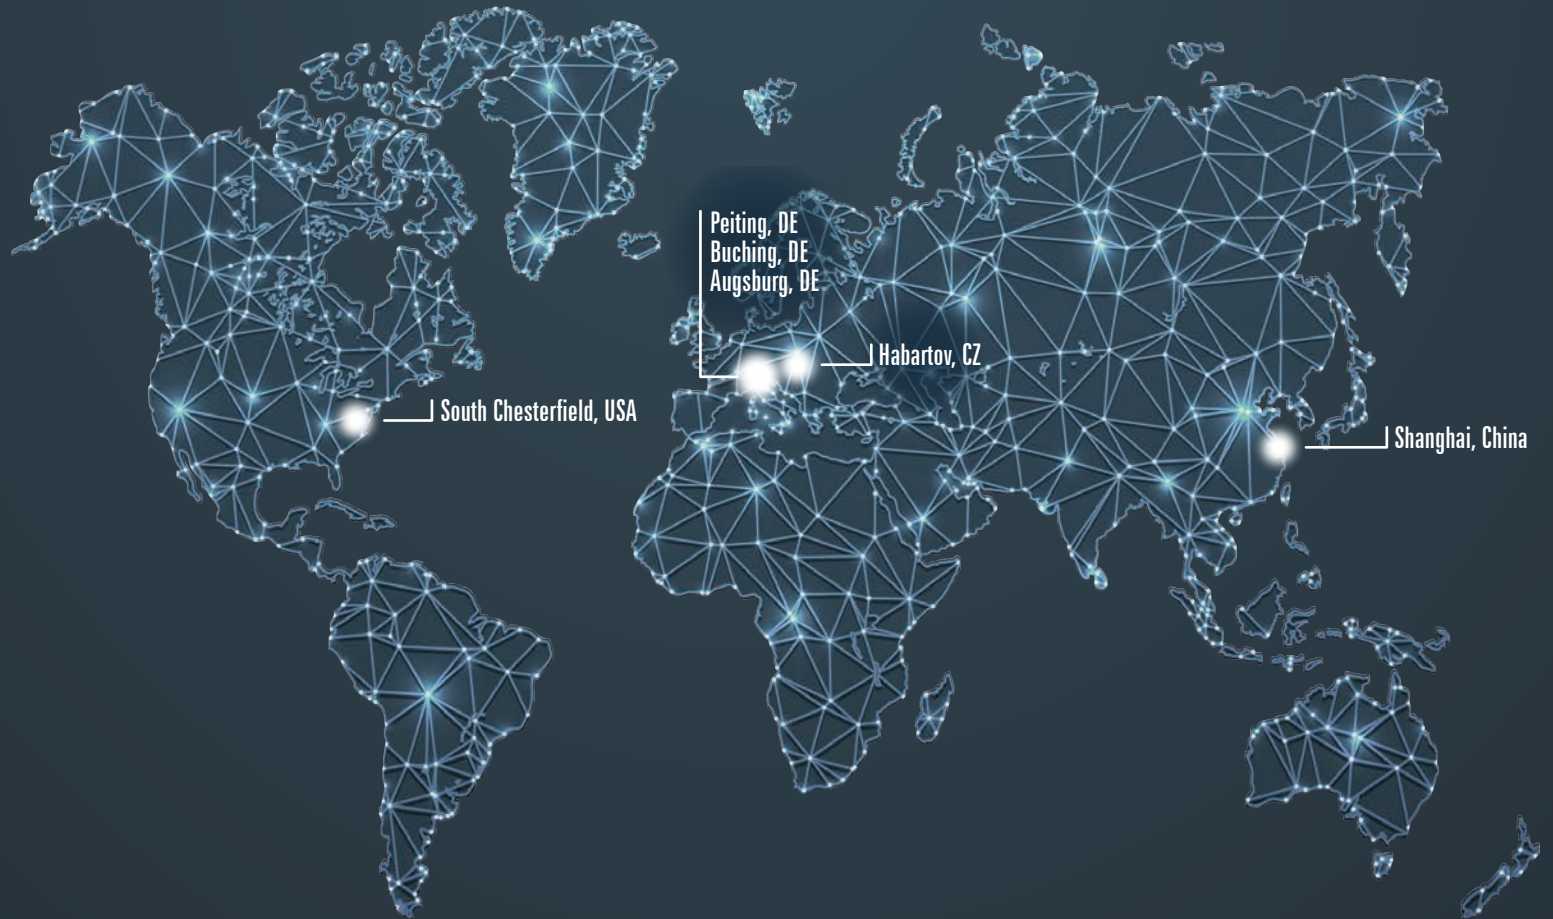 Peiting, DE
Buching, DE
Augsburg, DE
Habartov, CZ
South Chesterfield, USA
Shanghai, China